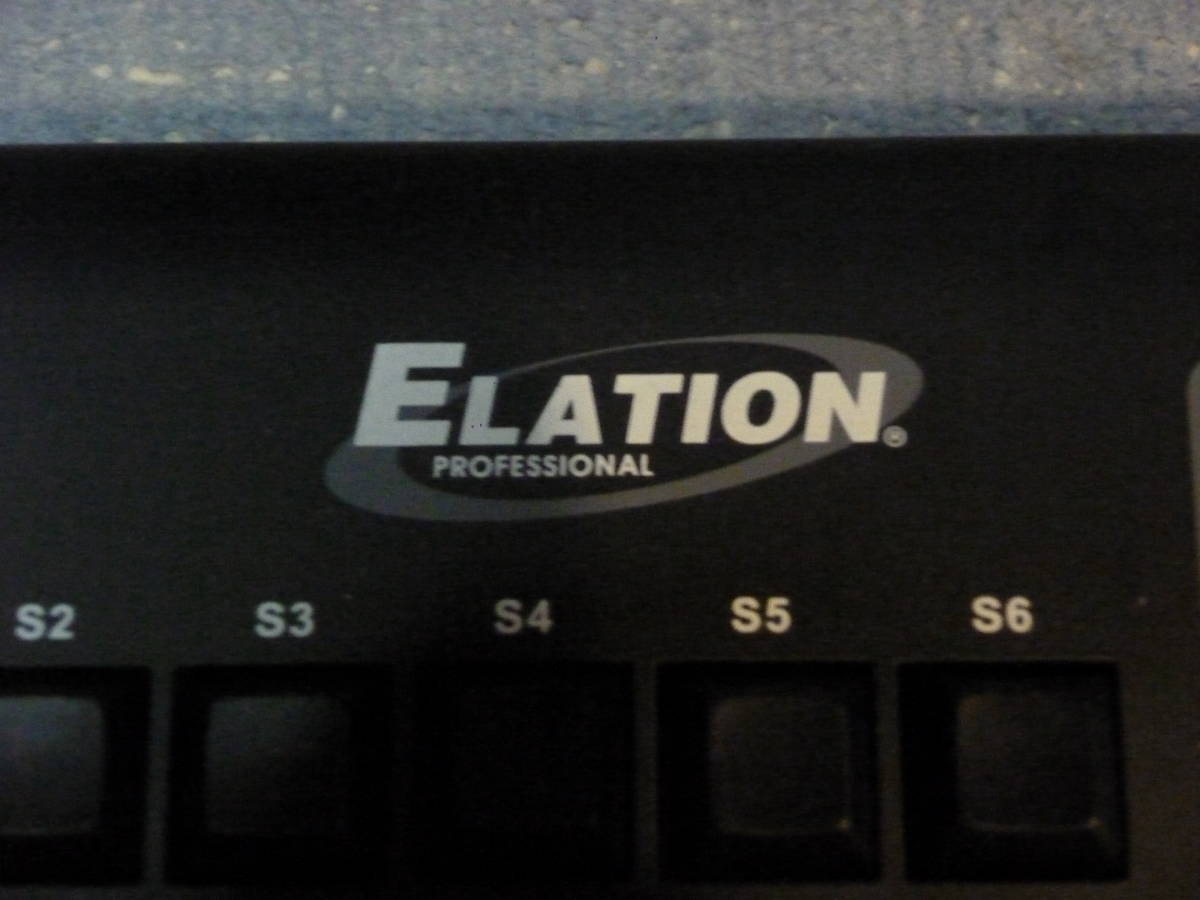 ELATION®
PROFESSIONAL
S2 S3 S4 S5 S6